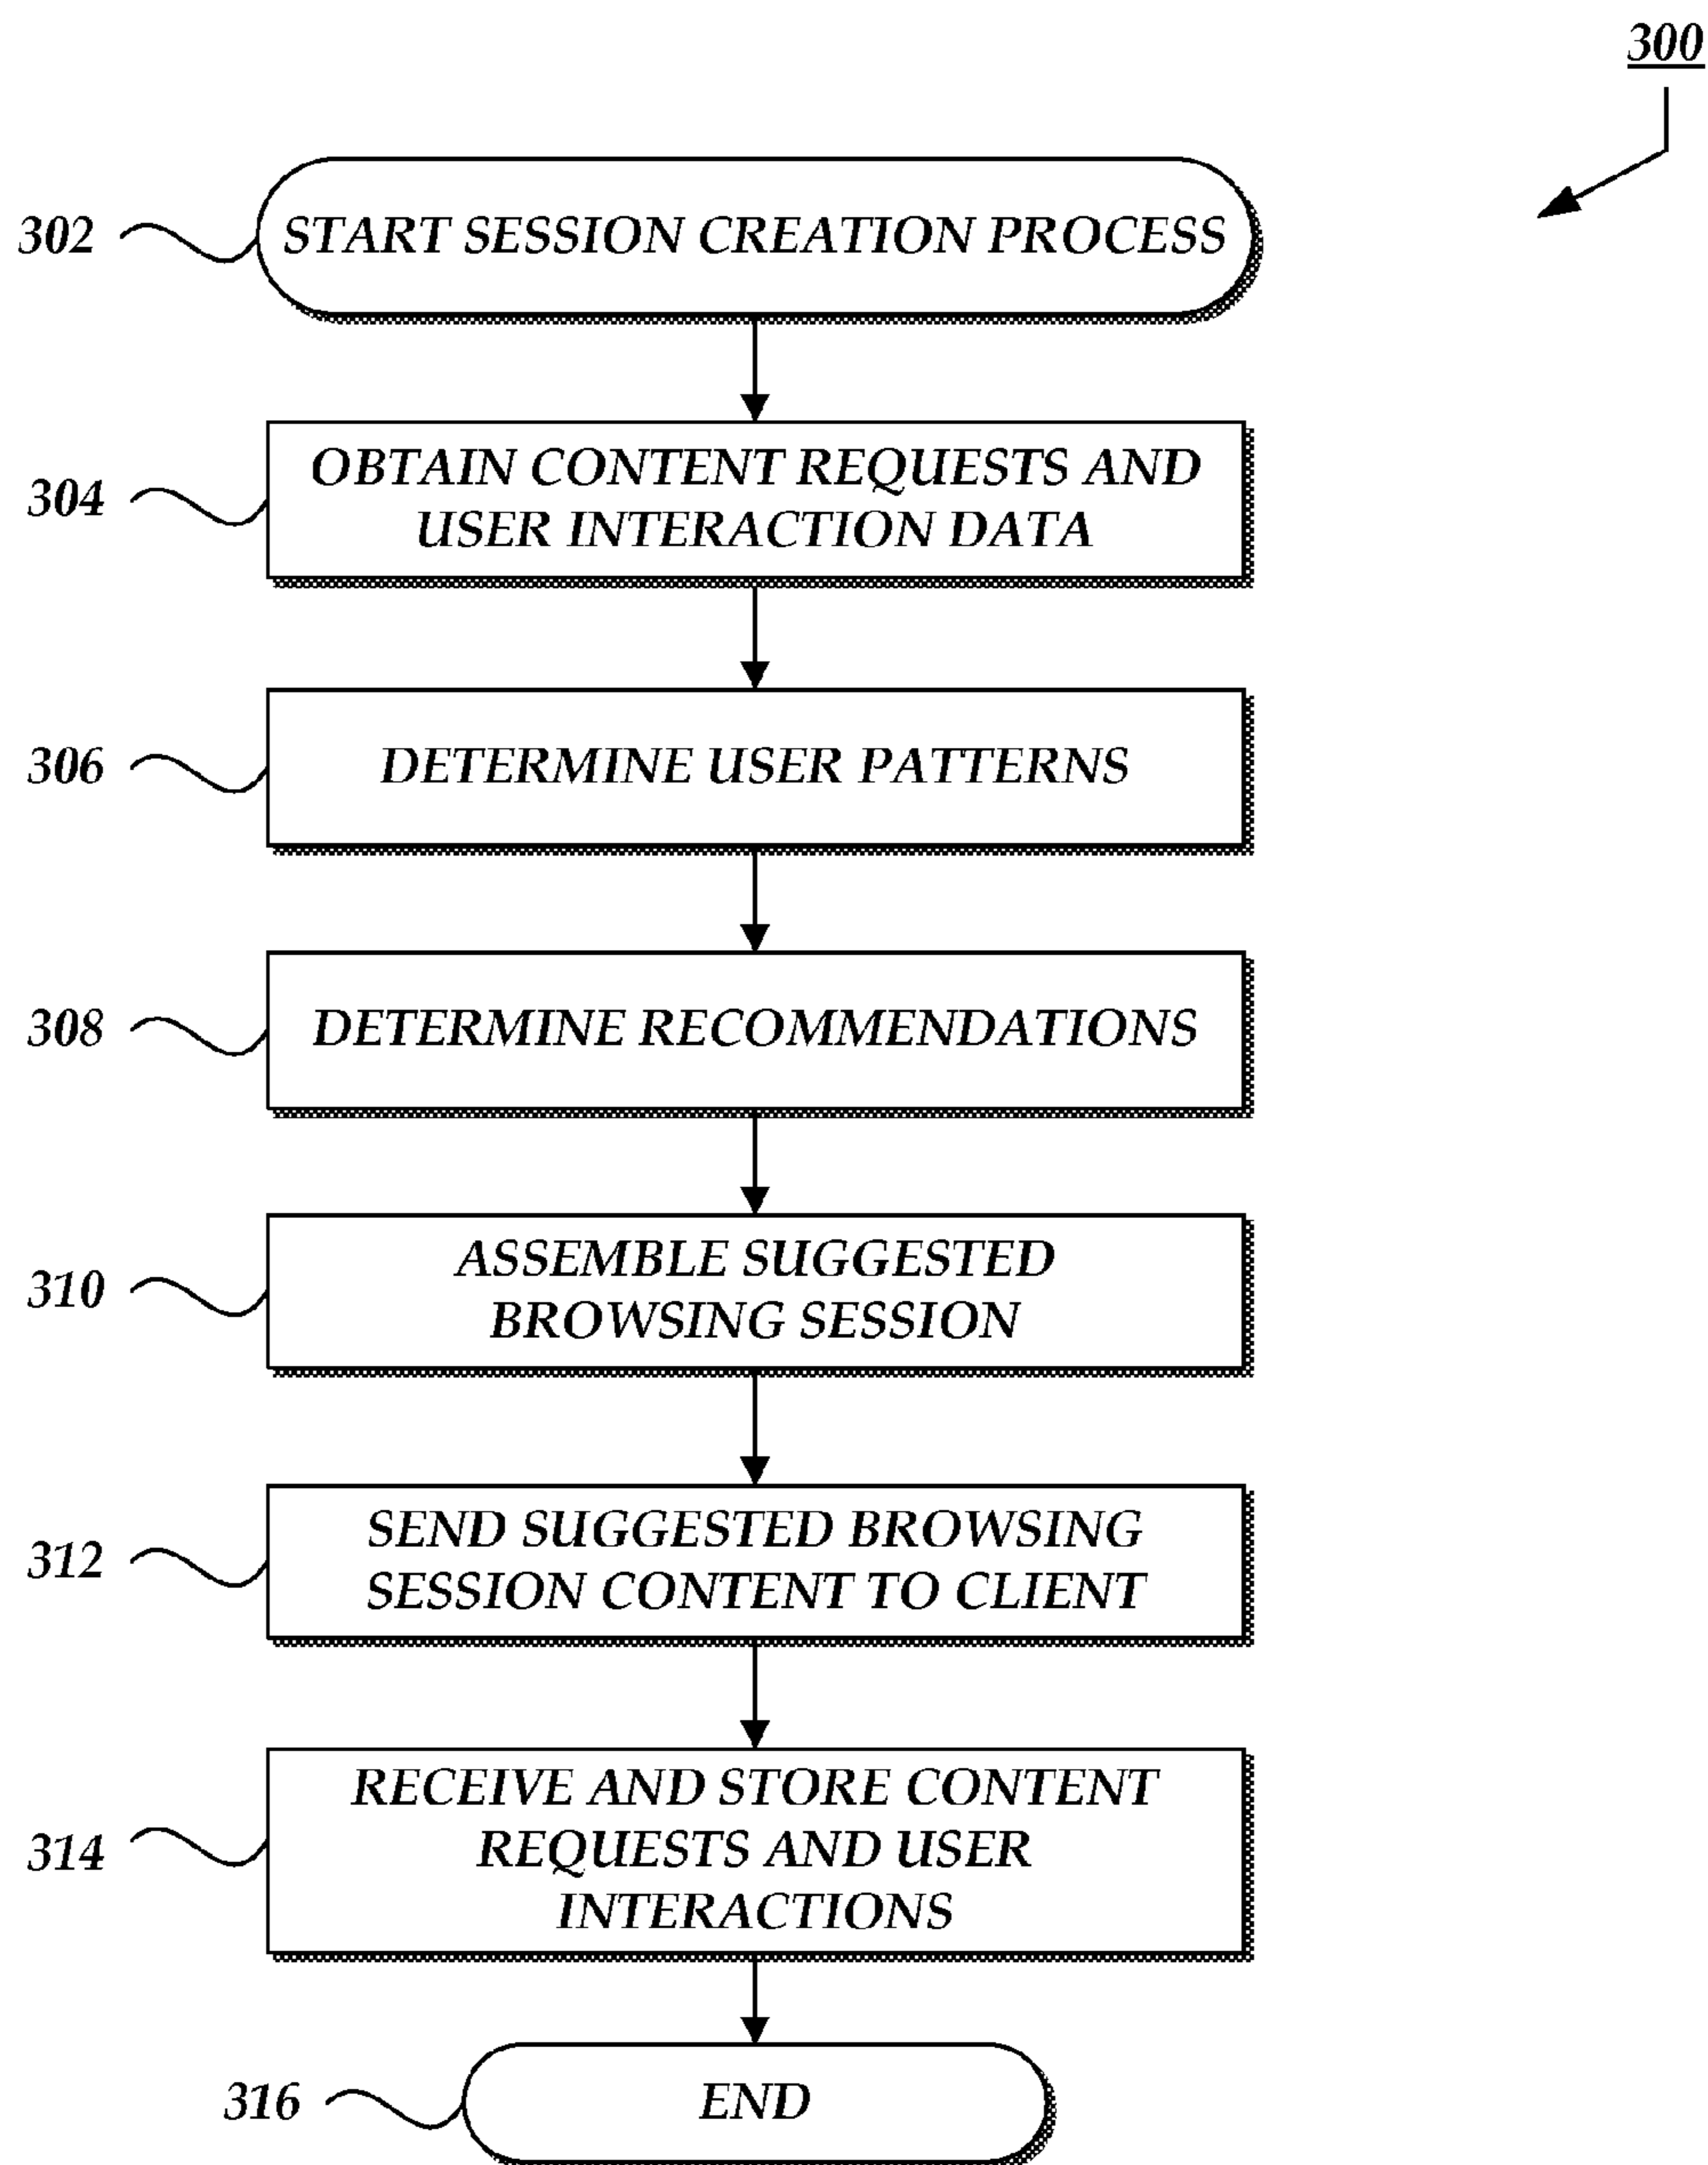 300
302
START SESSION CREATION PROCESS
304
OBTAIN CONTENT REQUESTS AND
USER INTERACTION DATA
306
DETERMINE USER PATTERNS
308
DETERMINE RECOMMENDATIONS
310
ASSEMBLE SUGGESTED
BROWSING SESSION
312
SEND SUGGESTED BROWSING
SESSION CONTENT TO CLIENT
314
RECEIVE AND STORE CONTENT
REQUESTS AND USER
INTERACTIONS
316
END